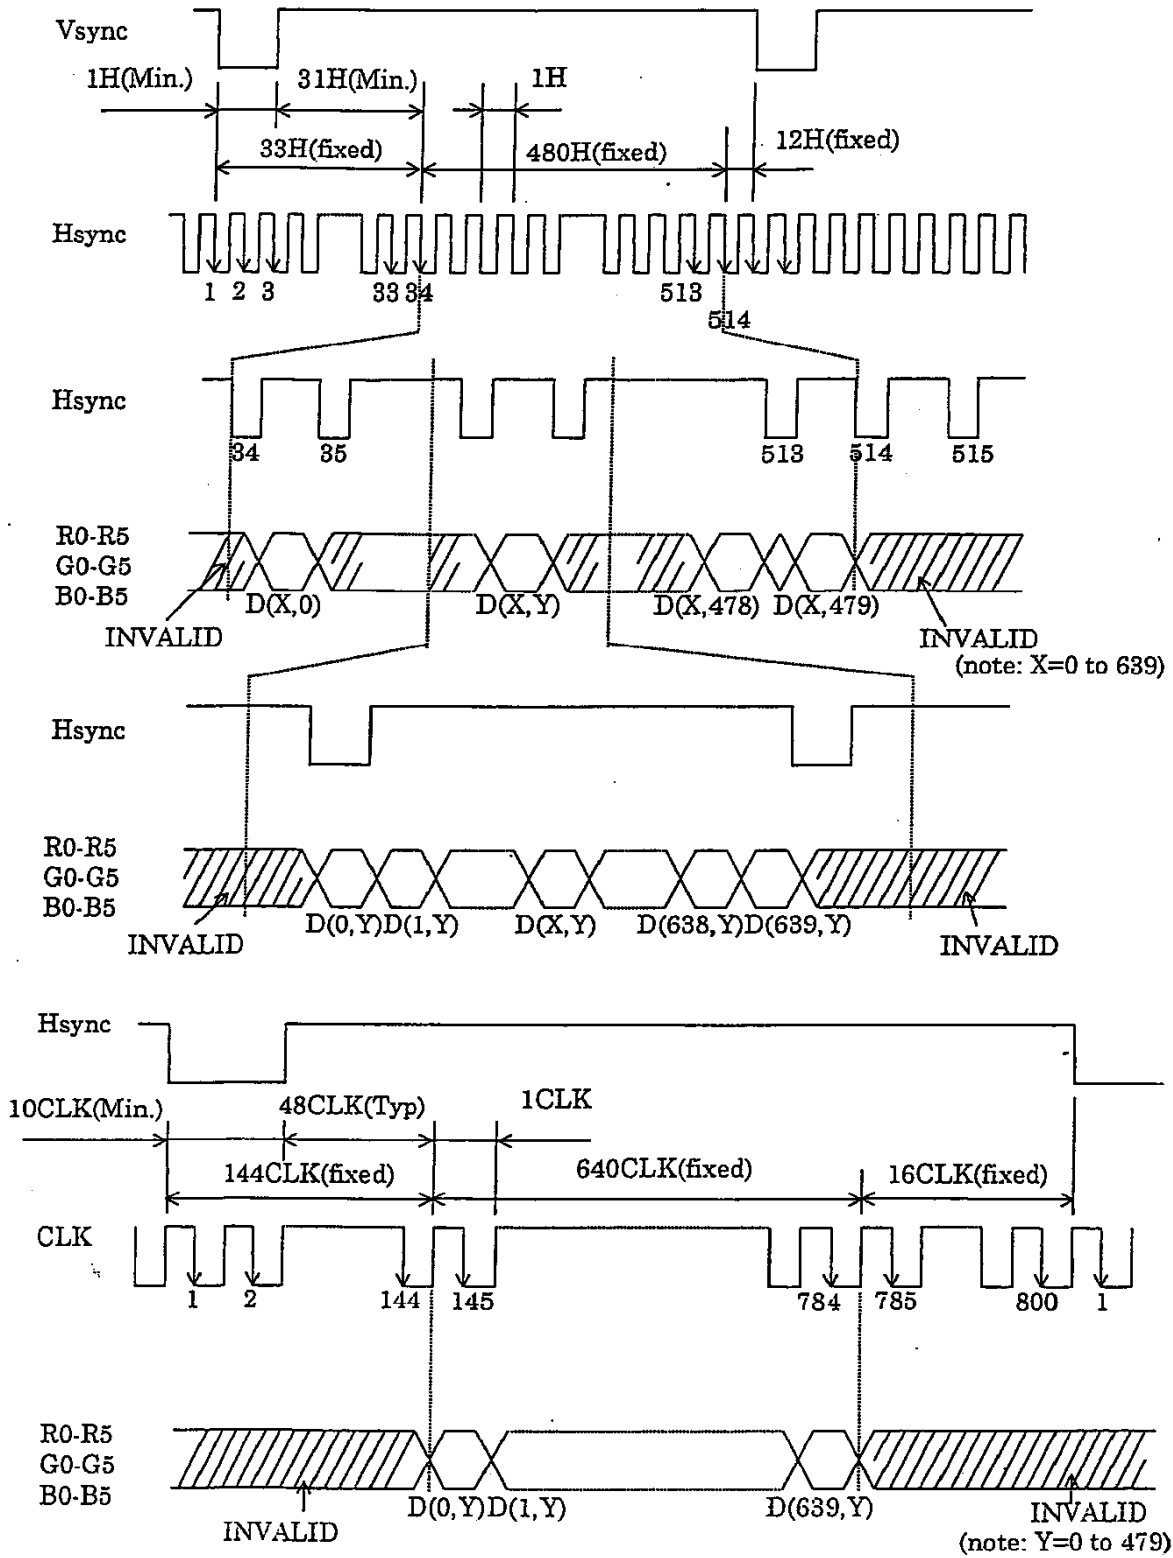 Vsync
1H(Min.) 31H(Min.) 1H
33H(fixed) 480H(fixed) 12H(fixed)
Hsync
1 2 3 33 34 513
514
Hsync
34 35 513 514 515
R0-R5
G0-G5
B0-B5
D(X,0) D(X,Y) D(X,478) D(X,479)
INVALID INVALID
(note: X=0 to 639)
Hsync
R0-R5
G0-G5
B0-B5
D(0,Y) D(1,Y) D(X,Y) D(638,Y) D(639,Y)
INVALID INVALID
Hsync
10CLK(Min.) 48CLK(Typ) 1CLK
144CLK(fixed) 640CLK(fixed) 16CLK(fixed)
CLK
1 2 144 145 784 785 800 1
R0-R5
G0-G5
B0-B5
D(0,Y) D(1,Y) D(639,Y)
INVALID INVALID
(note: Y=0 to 479)